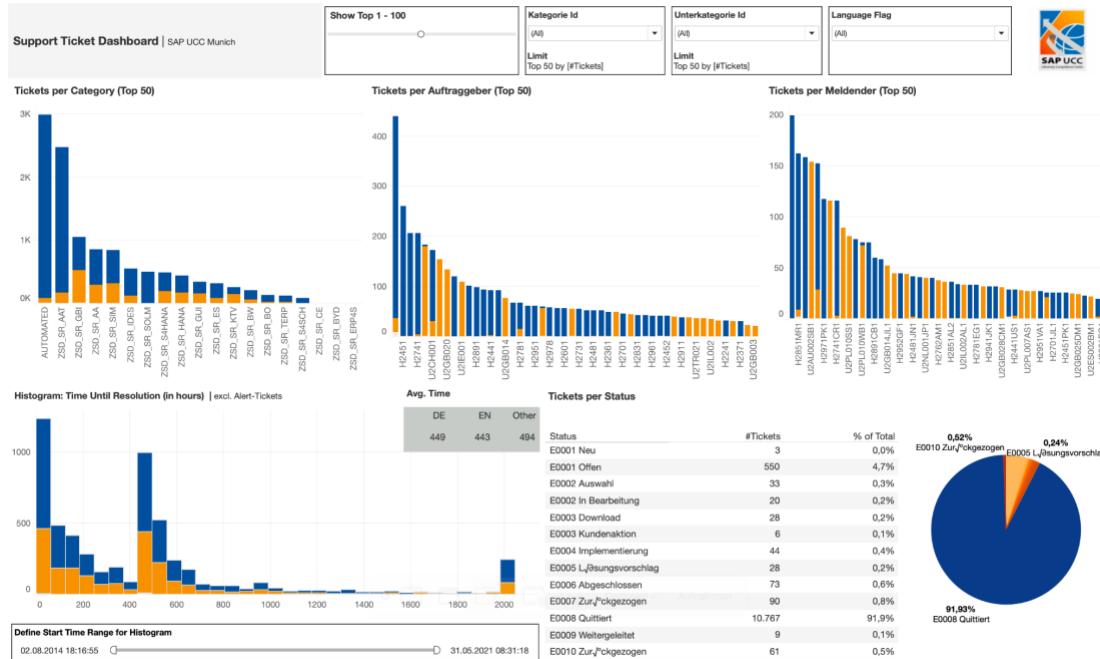 Support Ticket Dashboard | SAP UCC Munich
Show Top 1 - 100
Kategorie Id
(All)
Limit
Top 50 by [#Tickets]
Unterkategorie Id
(All)
Limit
Top 50 by [#Tickets]
Language Flag
(All)
SAP UCC
Tickets per Category (Top 50)
3K
2K
1K
0K
AUTOMATED
ZSD_SR_AAT
ZSD_SR_GBI
ZSD_SR_AA
ZSD_SR_SIM
ZSD_SR_IDES
ZSD_SR_SOLM
ZSD_SR_S4HANA
ZSD_SR_HANA
ZSD_SR_GUI
ZSD_SR_ES
ZSD_SR_KTV
ZSD_SR_BW
ZSD_SR_BO
ZSD_SR_TERP
ZSD_SR_S4SCH
ZSD_SR_CE
ZSD_SR_BYD
ZSD_SR_ERP4S
Tickets per Auftraggeber (Top 50)
400
300
200
100
0
H2451
H2741
U2CH001
U2GB020
U2IE001
H2891
H2441
U2GB014
H2781
H2951
H2978
H2601
H2731
H2481
H2361
H2701
H2831
H2961
H2452
H2911
U2TR021
U2IL002
H2241
H2371
U2GB003
Tickets per Meldender (Top 50)
200
150
100
50
0
H2851MR1
U2AU002SB1
H2971PK1
H2741CR1
U2PL010SS1
U2PL010WB1
H2891CB1
U2GB014JL1
H2952GF1
H2481JN1
U2NL001JP1
H2762AM1
H2851AL2
U2IL002AL1
H2781EG1
H2941JK1
U2GB028CM1
H2441US1
U2PL007AS1
H2951VA1
H2701JL1
H2451PK1
U2GB025DM1
U2ES002BM1
Histogram: Time Until Resolution (in hours) | excl. Alert-Tickets
1000
500
0
0
200
400
600
800
1000
1200
1400
1600
1800
2000
Avg. Time
DE EN Other
449 443 494
Define Start Time Range for Histogram
02.08.2014 18:16:55
31.05.2021 08:31:18
Tickets per Status
Status #Tickets % of Total
E0001 Neu 3 0,0%
E0001 Offen 550 4,7%
E0002 Auswahl 33 0,3%
E0002 In Bearbeitung 20 0,2%
E0003 Download 28 0,2%
E0003 Kundenaktion 6 0,1%
E0004 Implementierung 44 0,4%
E0005 L√∂sungsvorschlag 28 0,2%
E0006 Abgeschlossen 73 0,6%
E0007 Zur√ºckgezogen 90 0,8%
E0008 Quittiert 10.767 91,9%
E0009 Weitergeleitet 9 0,1%
E0010 Zur√ºckgezogen 61 0,5%
0,52%
E0010 Zur√ºckgezogen
0,24%
E0005 L√∂sungsvorschla
91,93%
E0008 Quittiert